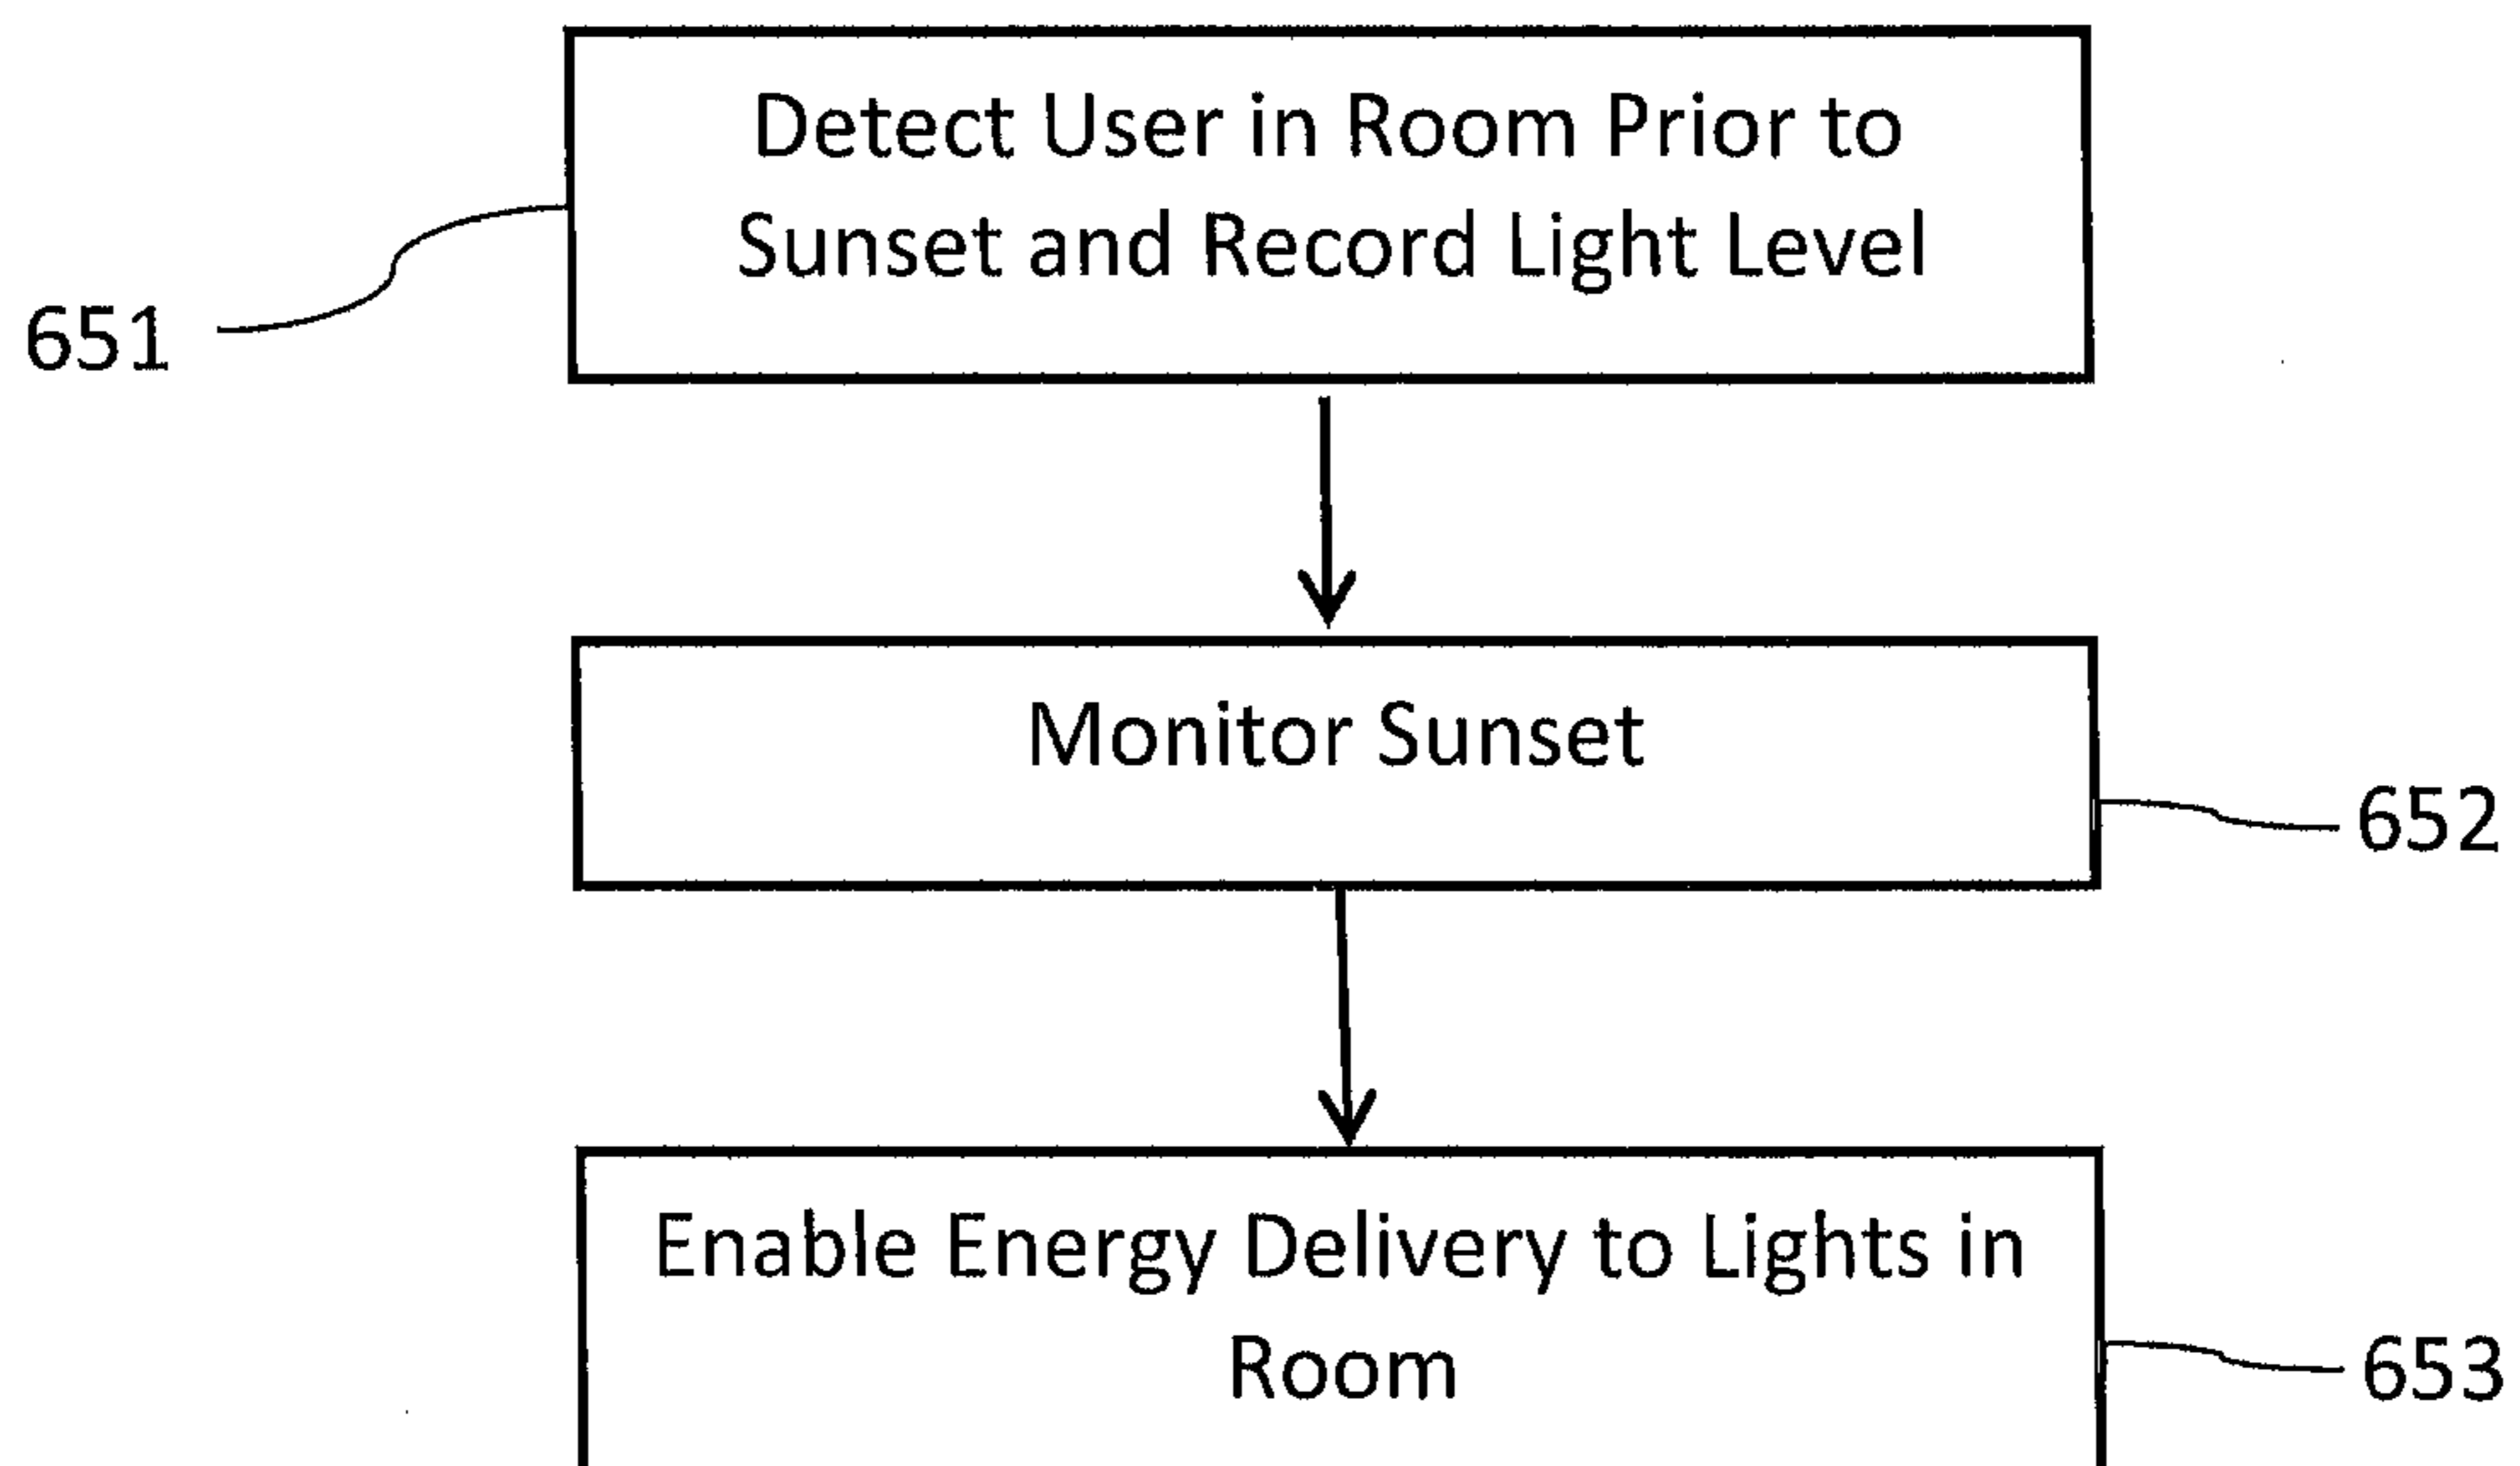 Detect User in Room Prior to
Sunset and Record Light Level
651
Monitor Sunset
652
Enable Energy Delivery to Lights in
Room
653